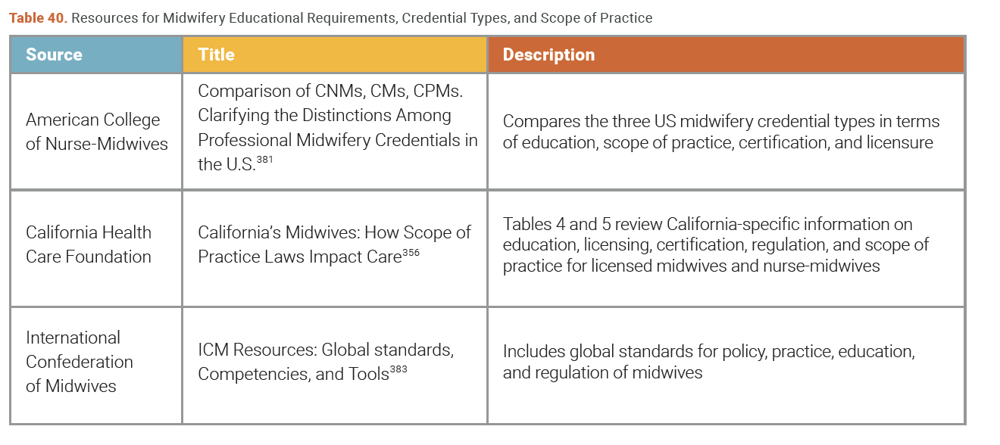 Table 40. Resources for Midwifery Educational Requirements, Credential Types, and Scope of Practice
Source
Title
Description
American College
of Nurse-Midwives
Comparison of CNMs, CMs, CPMs.
Clarifying the Distinctions Among
Professional Midwifery Credentials in
the U.S.381
Compares the three US midwifery credential types in terms
of education, scope of practice, certification, and licensure
California Health
Care Foundation
California’s Midwives: How Scope of
Practice Laws Impact Care356
Tables 4 and 5 review California-specific information on
education, licensing, certification, regulation, and scope of
practice for licensed midwives and nurse-midwives
International
Confederation
of Midwives
ICM Resources: Global standards,
Competencies, and Tools383
Includes global standards for policy, practice, education,
and regulation of midwives